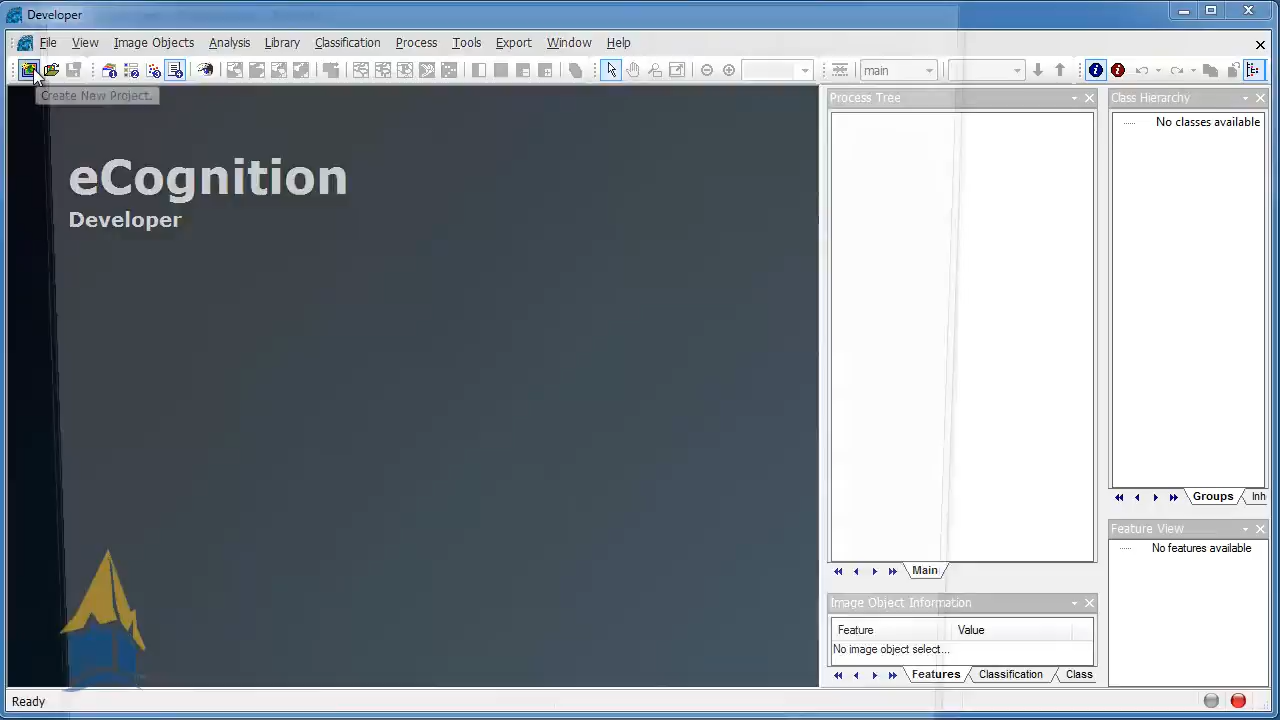 Developer
File View Image Objects Analysis Library Classification Process Tools Export Window Help
main
Create New Project.
eCognition
Developer
Process Tree
Main
Image Object Information
Feature Value
No image object select...
Features Classification Class
Class Hierarchy
No classes available
Groups Inh
Feature View
No features available
Ready